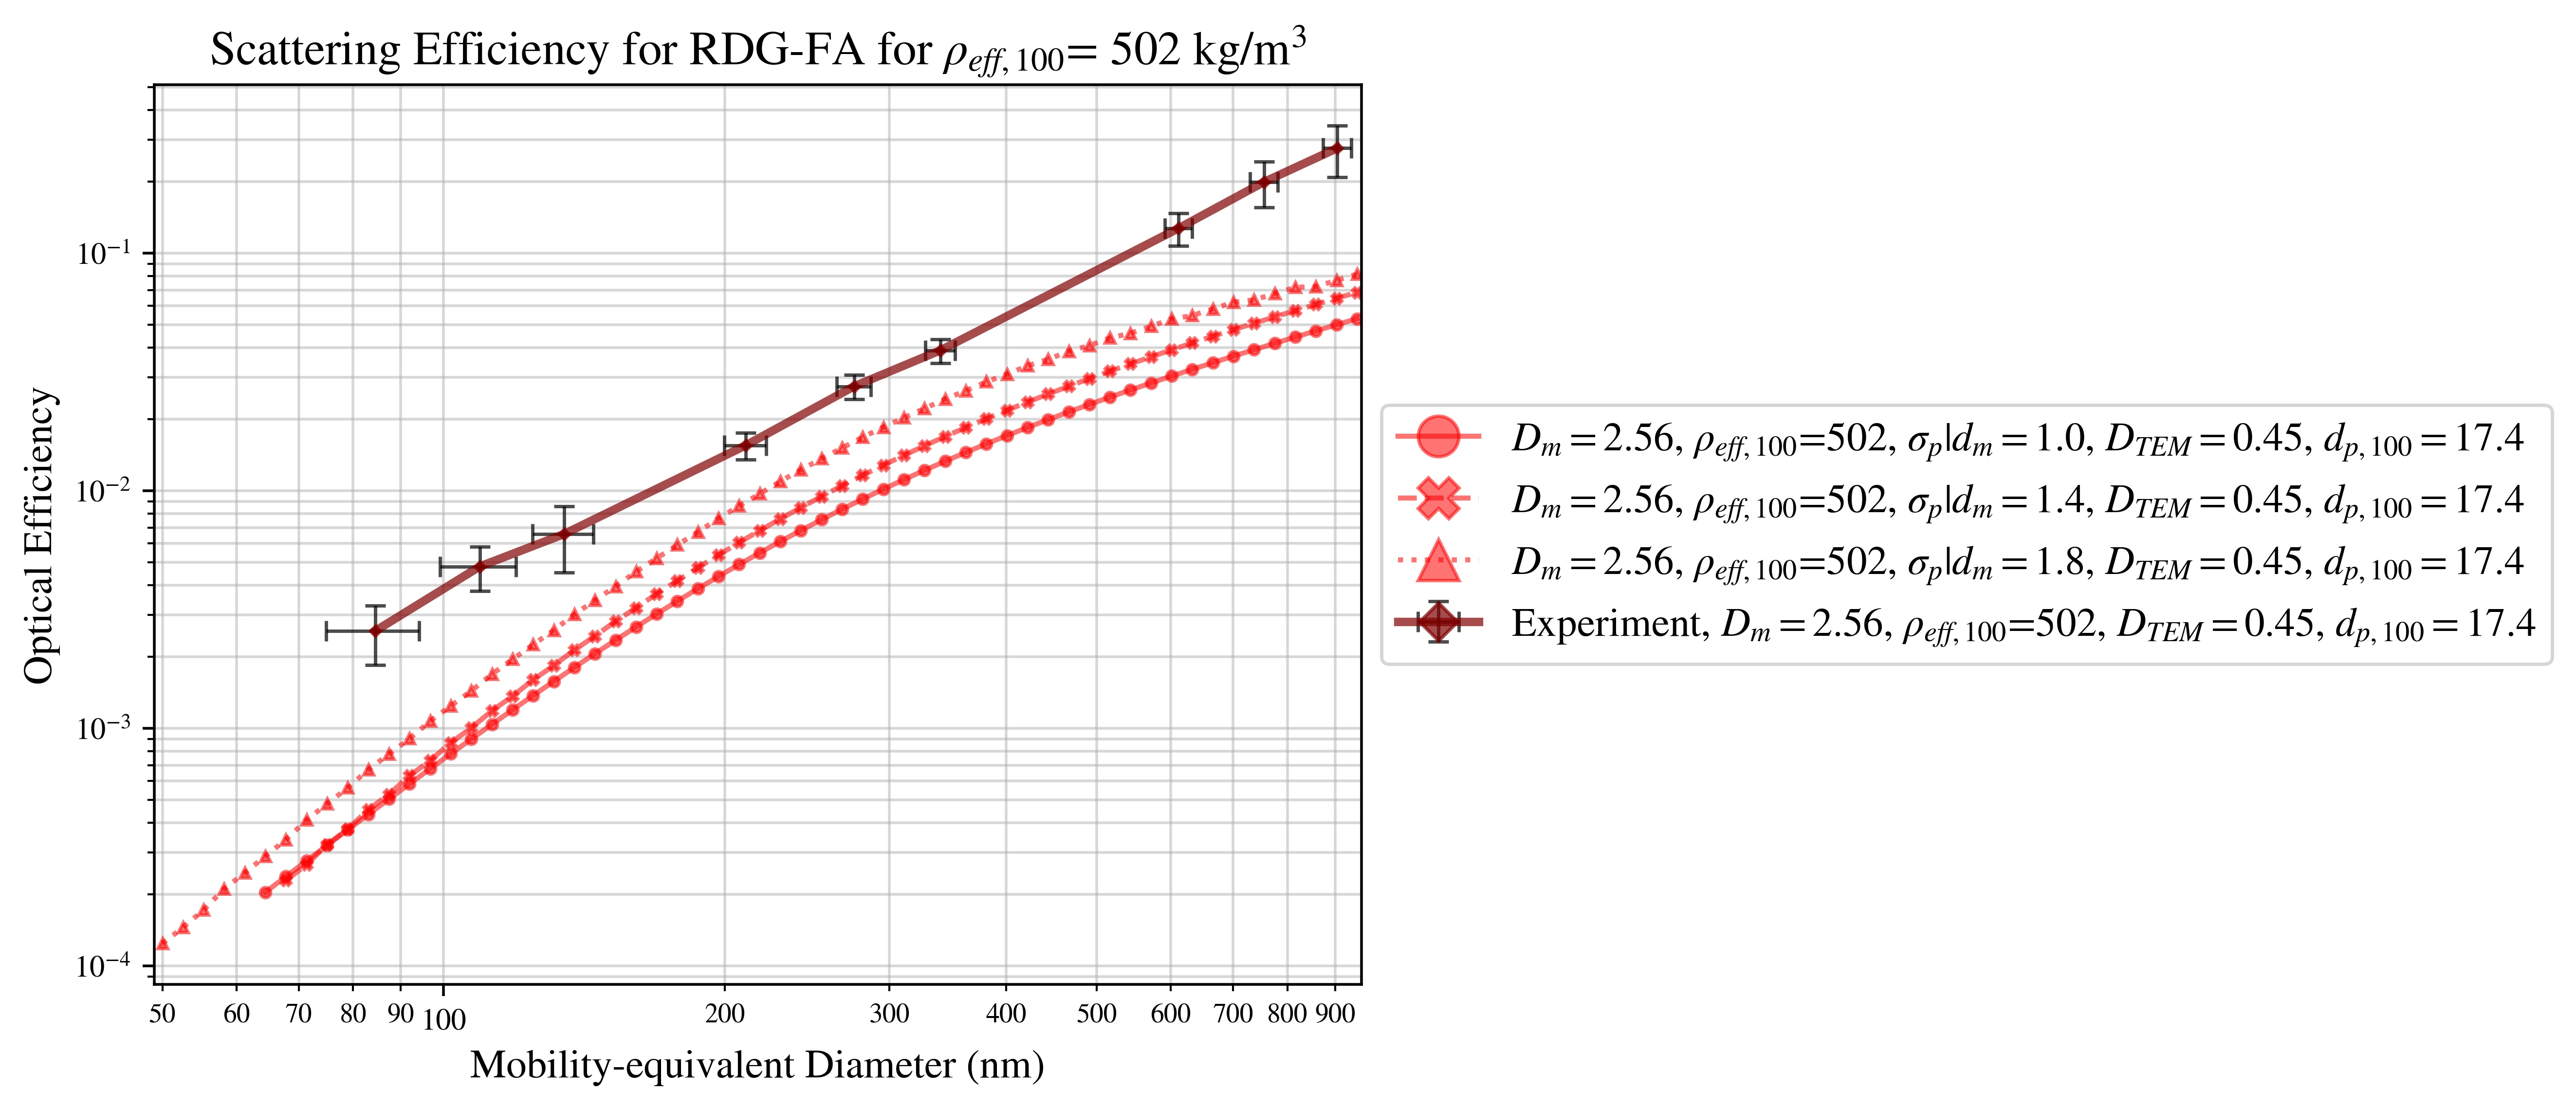 Scattering Efficiency for RDG-FA for ρeff,100= 502 kg/m³
Optical Efficiency
10⁻¹
10⁻²
10⁻³
10⁻⁴
50 60 70 80 90 100 200 300 400 500 600 700 800 900
Mobility-equivalent Diameter (nm)
Dm = 2.56, ρeff,100=502, σp|dm = 1.0, DTEM = 0.45, dp,100 = 17.4
Dm = 2.56, ρeff,100=502, σp|dm = 1.4, DTEM = 0.45, dp,100 = 17.4
Dm = 2.56, ρeff,100=502, σp|dm = 1.8, DTEM = 0.45, dp,100 = 17.4
Experiment, Dm = 2.56, ρeff,100=502, DTEM = 0.45, dp,100 = 17.4